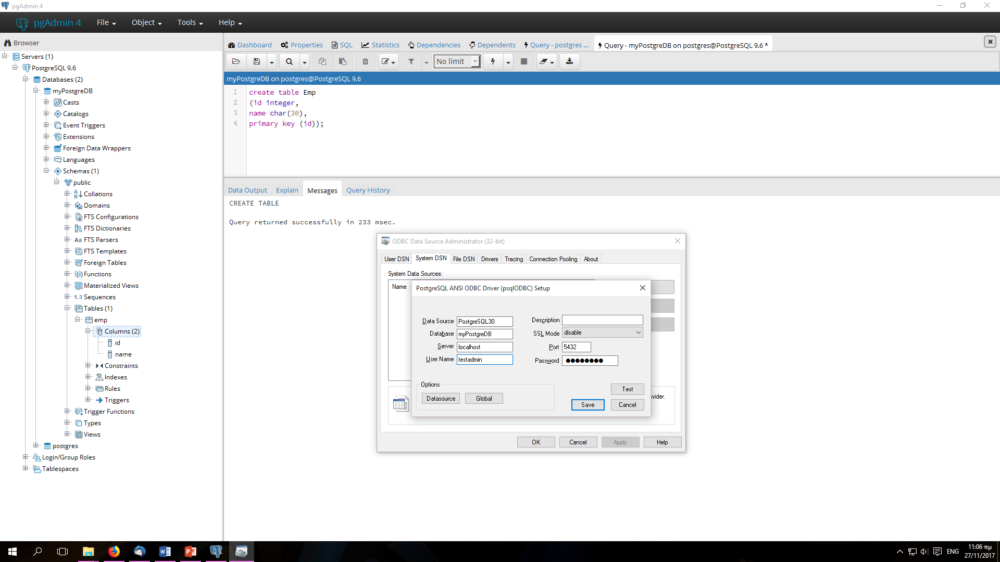 pgAdmin 4
pgAdmin 4 File Object Tools Help
Browser
Servers (1)
PostgreSQL 9.6
Databases (2)
myPostgreDB
Casts
Catalogs
Event Triggers
Extensions
Foreign Data Wrappers
Languages
Schemas (1)
public
Collations
Domains
FTS Configurations
FTS Dictionaries
Aa FTS Parsers
FTS Templates
Foreign Tables
Functions
Materialized Views
1..3 Sequences
Tables (1)
emp
Columns (2)
id
name
Constraints
Indexes
Rules
Triggers
Trigger Functions
Types
Views
postgres
Login/Group Roles
Tablespaces
Dashboard Properties SQL Statistics Dependencies Dependents Query - postgres ... Query - myPostgreDB on postgres@PostgreSQL 9.6 *
No limit
myPostgreDB on postgres@PostgreSQL 9.6
1 create table Emp
2 (id integer,
3 name char(30),
4 primary key (id));
Data Output Explain Messages Query History
CREATE TABLE
Query returned successfully in 233 msec.
ODBC Data Source Administrator (32-bit)
User DSN System DSN File DSN Drivers Tracing Connection Pooling About
System Data Sources:
Name
PostgreSQL ANSI ODBC Driver (psqlODBC) Setup
Data Source PostgreSQL30 Description
Database myPostgreDB SSL Mode disable
Server localhost Port 5432
User Name testadmin Password ●●●●●●●●
Options
Datasource Global
Test
Save Cancel
OK Cancel Apply Help
ENG
11:06 πμ
27/11/2017